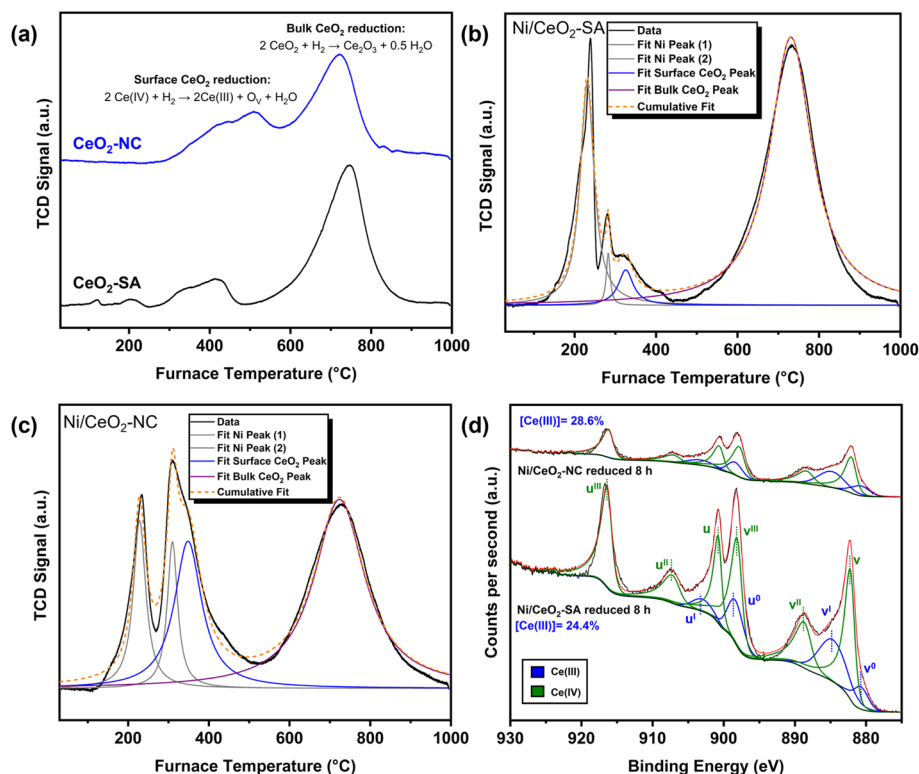 (a)
Bulk CeO₂ reduction:
2 CeO₂ + H₂ → Ce₂O₃ + 0.5 H₂O
Surface CeO₂ reduction:
2 Ce(IV) + H₂ → 2Ce(III) + Oᵥ + H₂O
CeO₂-NC
CeO₂-SA
TCD Signal (a.u.)
200 400 600 800 1000
Furnace Temperature (°C)
(b)
Ni/CeO₂-SA
Data
Fit Ni Peak (1)
Fit Ni Peak (2)
Fit Surface CeO₂ Peak
Fit Bulk CeO₂ Peak
Cumulative Fit
TCD Signal (a.u.)
200 400 600 800 1000
Furnace Temperature (°C)
(c)
Ni/CeO₂-NC
Data
Fit Ni Peak (1)
Fit Ni Peak (2)
Fit Surface CeO₂ Peak
Fit Bulk CeO₂ Peak
Cumulative Fit
TCD Signal (a.u.)
200 400 600 800 1000
Furnace Temperature (°C)
(d)
[Ce(III)]= 28.6%
Ni/CeO₂-NC reduced 8 h
uᴵᴵᴵ
uᴵᴵ
u
vᴵᴵᴵ
uᴵ
u⁰
vᴵᴵ
vᴵ
v
v⁰
Ni/CeO₂-SA reduced 8 h
[Ce(III)]= 24.4%
Ce(III)
Ce(IV)
Counts per second (a.u.)
930 920 910 900 890 880
Binding Energy (eV)